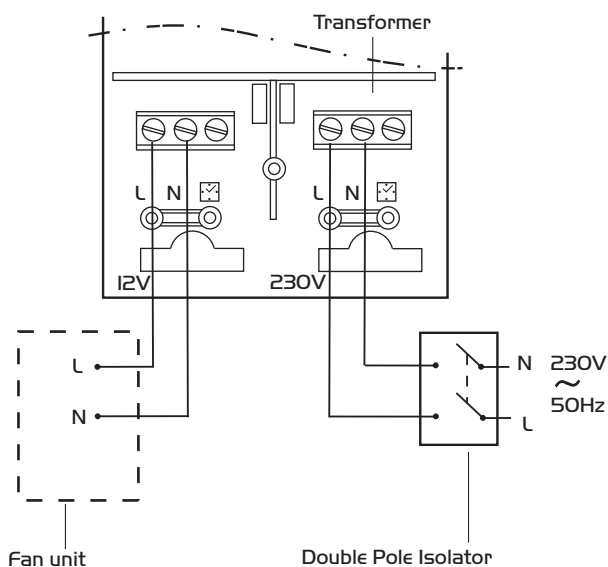 Transformer
L N
L N
12V
230V
L
N
N 230V
~
L 50Hz
Fan unit
Double Pole Isolator